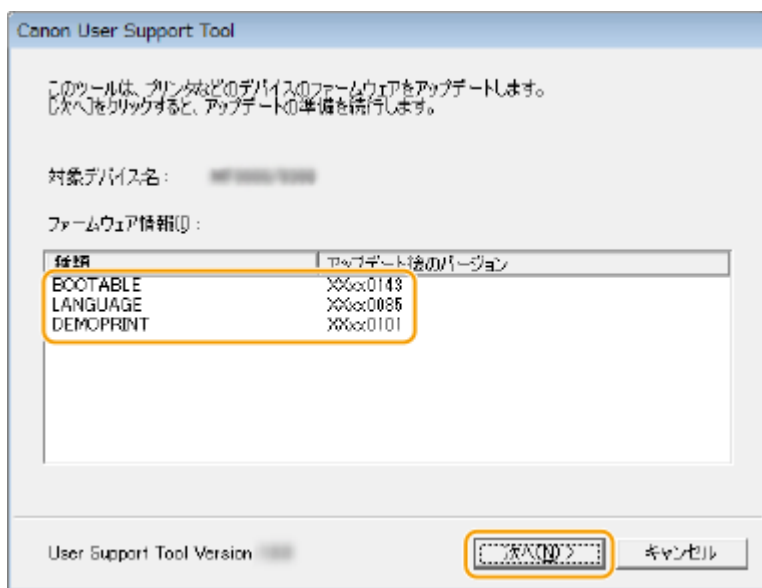 Canon User Support Tool
このツールは、プリンタなどのデバイスのファームウェアをアップデートします。
[次へ]をクリックすると、アップデートの準備を続行します。
対象デバイス名：
ファームウェア情報(I)：
種類 アップデート後のバージョン
BOOTABLE XXxx0143
LANGUAGE XXxx0085
DEMOPRINT XXxx0101
User Support Tool Version
次へ(N) > キャンセル